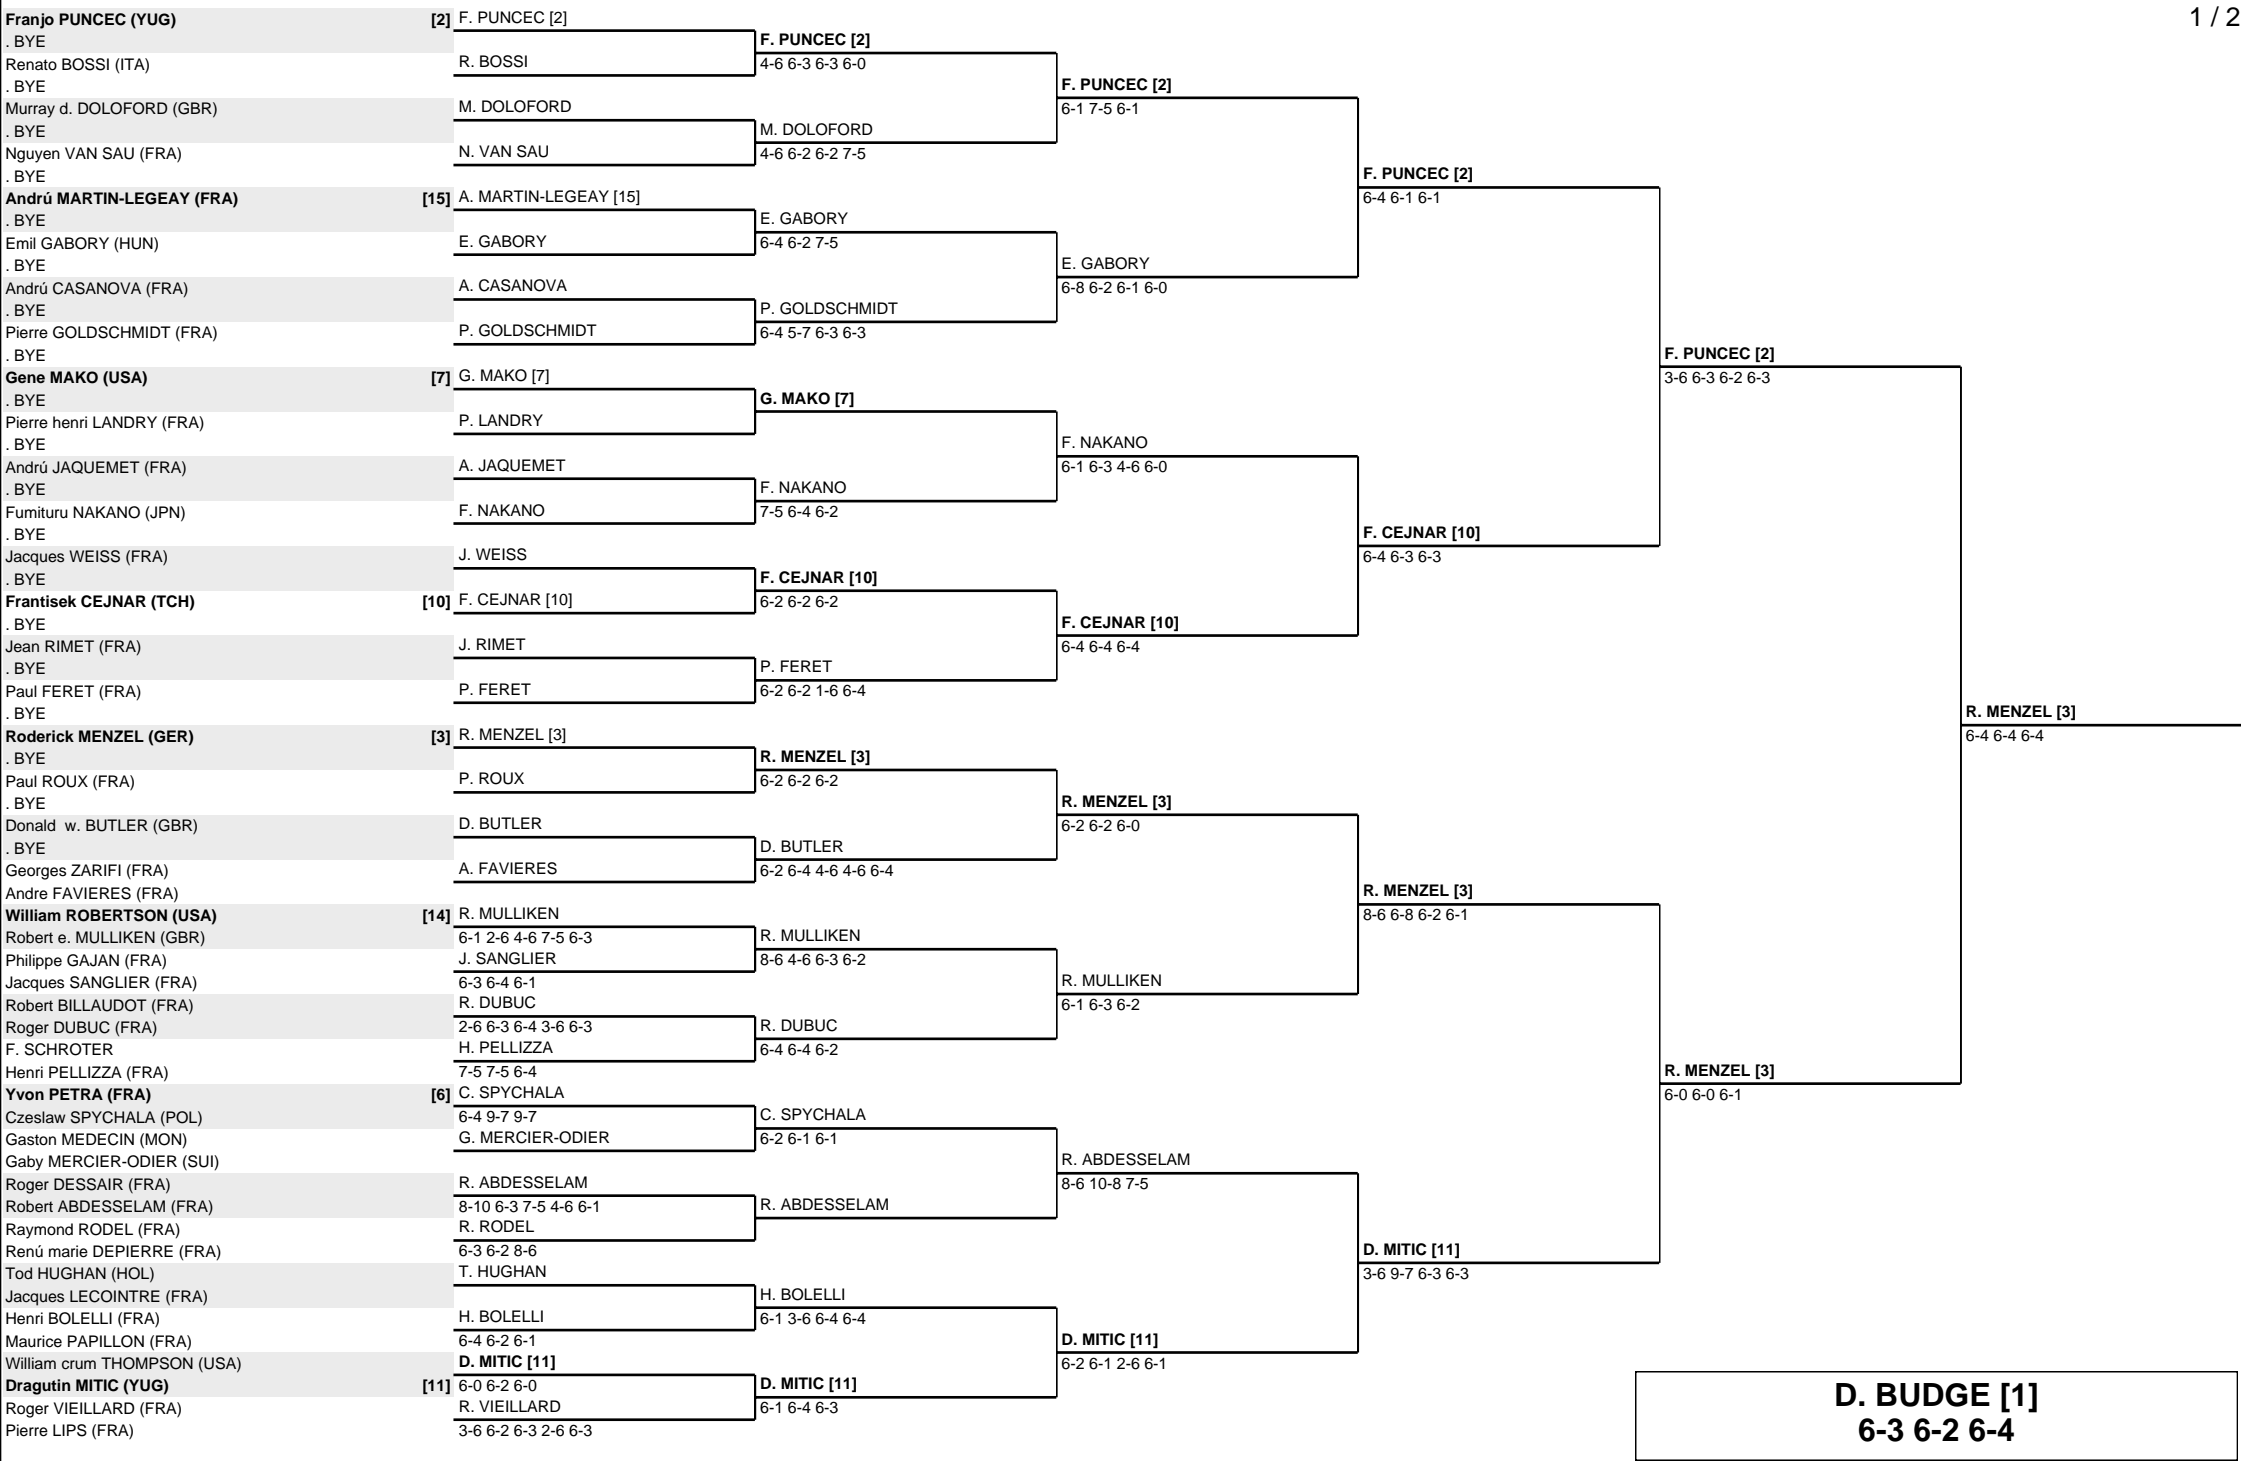 1 / 2
Franjo PUNCEC (YUG) [2]
. BYE
Renato BOSSI (ITA)
. BYE
Murray d. DOLOFORD (GBR)
. BYE
Nguyen VAN SAU (FRA)
. BYE
Andrú MARTIN-LEGEAY (FRA) [15]
. BYE
Emil GABORY (HUN)
. BYE
Andrú CASANOVA (FRA)
. BYE
Pierre GOLDSCHMIDT (FRA)
. BYE
Gene MAKO (USA) [7]
. BYE
Pierre henri LANDRY (FRA)
. BYE
Andrú JAQUEMET (FRA)
. BYE
Fumituru NAKANO (JPN)
. BYE
Jacques WEISS (FRA)
. BYE
Frantisek CEJNAR (TCH) [10]
. BYE
Jean RIMET (FRA)
. BYE
Paul FERET (FRA)
. BYE
Roderick MENZEL (GER) [3]
. BYE
Paul ROUX (FRA)
. BYE
Donald w. BUTLER (GBR)
. BYE
Georges ZARIFI (FRA)
Andre FAVIERES (FRA)
William ROBERTSON (USA) [14]
Robert e. MULLIKEN (GBR)
Philippe GAJAN (FRA)
Jacques SANGLIER (FRA)
Robert BILLAUDOT (FRA)
Roger DUBUC (FRA)
F. SCHROTER
Henri PELLIZZA (FRA)
Yvon PETRA (FRA) [6]
Czeslaw SPYCHALA (POL)
Gaston MEDECIN (MON)
Gaby MERCIER-ODIER (SUI)
Roger DESSAIR (FRA)
Robert ABDESSELAM (FRA)
Raymond RODEL (FRA)
Renú marie DEPIERRE (FRA)
Tod HUGHAN (HOL)
Jacques LECOINTRE (FRA)
Henri BOLELLI (FRA)
Maurice PAPILLON (FRA)
William crum THOMPSON (USA)
Dragutin MITIC (YUG) [11]
Roger VIEILLARD (FRA)
Pierre LIPS (FRA)
F. PUNCEC [2]
R. BOSSI
M. DOLOFORD
N. VAN SAU
A. MARTIN-LEGEAY [15]
E. GABORY
A. CASANOVA
P. GOLDSCHMIDT
G. MAKO [7]
P. LANDRY
A. JAQUEMET
F. NAKANO
J. WEISS
F. CEJNAR [10]
J. RIMET
P. FERET
R. MENZEL [3]
P. ROUX
D. BUTLER
A. FAVIERES
R. MULLIKEN
6-1 2-6 4-6 7-5 6-3
J. SANGLIER
6-3 6-4 6-1
R. DUBUC
2-6 6-3 6-4 3-6 6-3
H. PELLIZZA
7-5 7-5 6-4
C. SPYCHALA
6-4 9-7 9-7
G. MERCIER-ODIER
R. ABDESSELAM
8-10 6-3 7-5 4-6 6-1
R. RODEL
6-3 6-2 8-6
T. HUGHAN
H. BOLELLI
6-4 6-2 6-1
D. MITIC [11]
6-0 6-2 6-0
R. VIEILLARD
3-6 6-2 6-3 2-6 6-3
F. PUNCEC [2]
4-6 6-3 6-3 6-0
M. DOLOFORD
4-6 6-2 6-2 7-5
E. GABORY
6-4 6-2 7-5
P. GOLDSCHMIDT
6-4 5-7 6-3 6-3
G. MAKO [7]
F. NAKANO
7-5 6-4 6-2
F. CEJNAR [10]
6-2 6-2 6-2
P. FERET
6-2 6-2 1-6 6-4
R. MENZEL [3]
6-2 6-2 6-2
D. BUTLER
6-2 6-4 4-6 4-6 6-4
R. MULLIKEN
8-6 4-6 6-3 6-2
R. DUBUC
6-4 6-4 6-2
C. SPYCHALA
6-2 6-1 6-1
R. ABDESSELAM
H. BOLELLI
6-1 3-6 6-4 6-4
D. MITIC [11]
6-1 6-4 6-3
F. PUNCEC [2]
6-1 7-5 6-1
E. GABORY
6-8 6-2 6-1 6-0
F. NAKANO
6-1 6-3 4-6 6-0
F. CEJNAR [10]
6-4 6-4 6-4
R. MENZEL [3]
6-2 6-2 6-0
R. MULLIKEN
6-1 6-3 6-2
R. ABDESSELAM
8-6 10-8 7-5
D. MITIC [11]
6-2 6-1 2-6 6-1
F. PUNCEC [2]
6-4 6-1 6-1
F. CEJNAR [10]
6-4 6-3 6-3
R. MENZEL [3]
8-6 6-8 6-2 6-1
D. MITIC [11]
3-6 9-7 6-3 6-3
F. PUNCEC [2]
3-6 6-3 6-2 6-3
R. MENZEL [3]
6-0 6-0 6-1
R. MENZEL [3]
6-4 6-4 6-4
D. BUDGE [1]
6-3 6-2 6-4